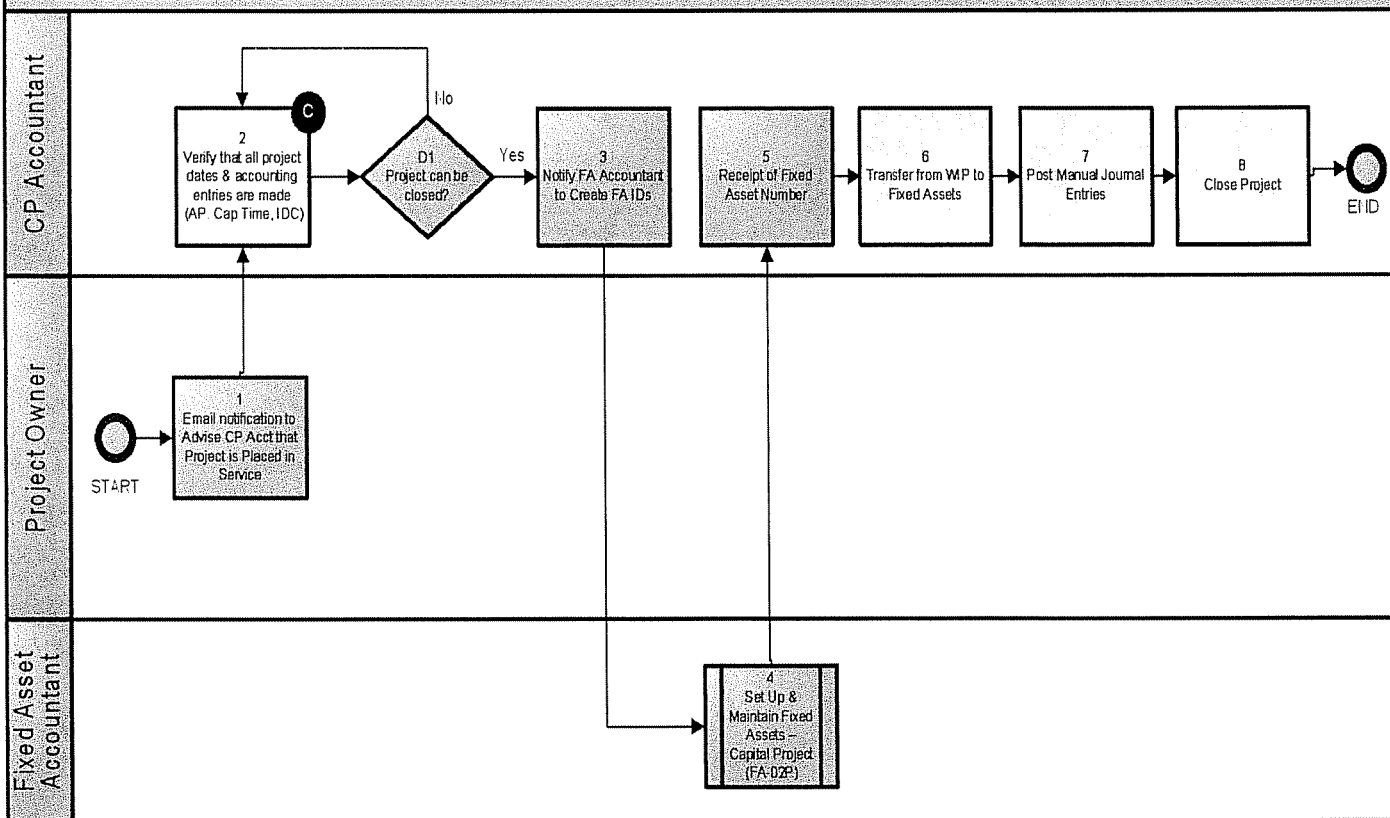 CP Accountant
C
No
2
Verify that all project
dates & accounting
entries are made
(AP. Cap Time, IDC)
D1
Project can be
closed?
Yes
3
Notify FA Accountant
to Create FA IDs
5
Receipt of Fixed
Asset Number
6
Transfer from WIP to
Fixed Assets
7
Post Manual Journal
Entries
8
Close Project
END
Project Owner
START
1
Email notification to
Advise CP Acct that
Project is Placed in
Service
Fixed Asset
Accountant
4
Set Up &
Maintain Fixed
Assets –
Capital Project
(FA-02P)